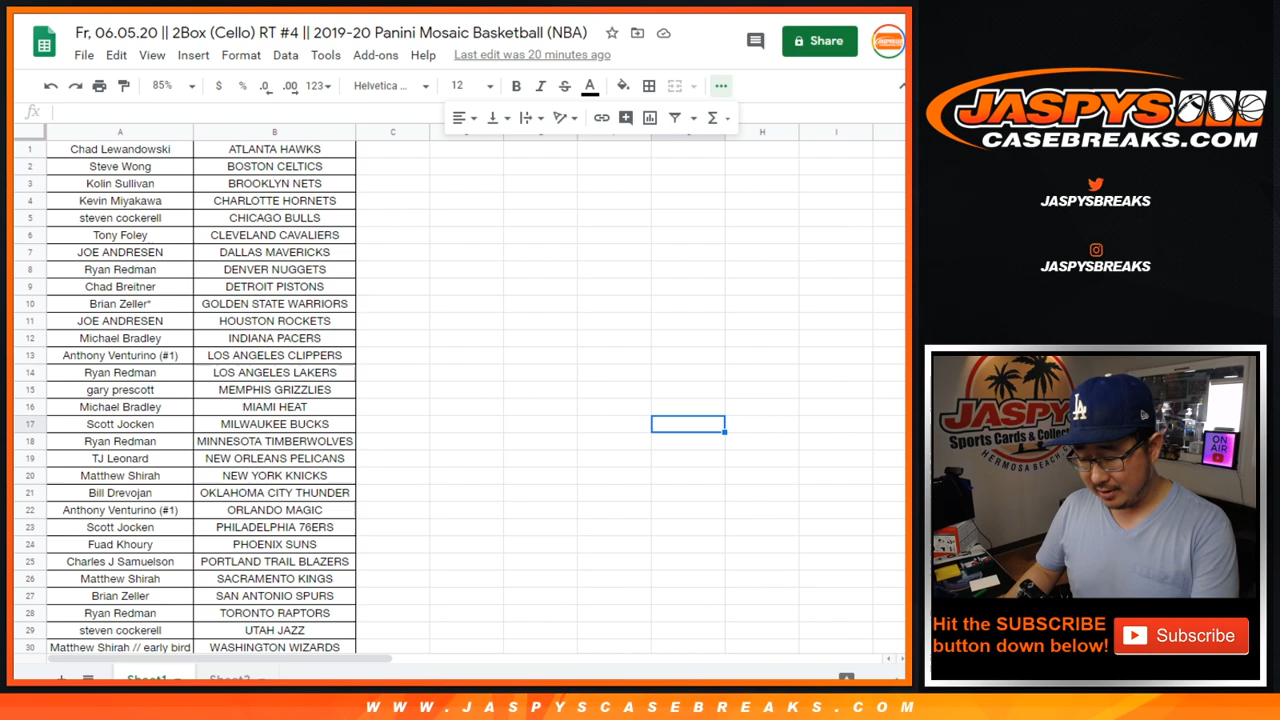 Fr, 06.05.20 || 2Box (Cello) RT #4 || 2019-20 Panini Mosaic Basketball (NBA)
File Edit View Insert Format Data Tools Add-ons Help Last edit was 20 minutes ago
Share
85% $ % .0 .00 123 Helvetica ... 12 B I S A
fx
A B C H I
1 Chad Lewandowski ATLANTA HAWKS
2 Steve Wong BOSTON CELTICS
3 Kolin Sullivan BROOKLYN NETS
4 Kevin Miyakawa CHARLOTTE HORNETS
5 steven cockerell CHICAGO BULLS
6 Tony Foley CLEVELAND CAVALIERS
7 JOE ANDRESEN DALLAS MAVERICKS
8 Ryan Redman DENVER NUGGETS
9 Chad Breitner DETROIT PISTONS
10 Brian Zeller* GOLDEN STATE WARRIORS
11 JOE ANDRESEN HOUSTON ROCKETS
12 Michael Bradley INDIANA PACERS
13 Anthony Venturino (#1) LOS ANGELES CLIPPERS
14 Ryan Redman LOS ANGELES LAKERS
15 gary prescott MEMPHIS GRIZZLIES
16 Michael Bradley MIAMI HEAT
17 Scott Jocken MILWAUKEE BUCKS
18 Ryan Redman MINNESOTA TIMBERWOLVES
19 TJ Leonard NEW ORLEANS PELICANS
20 Matthew Shirah NEW YORK KNICKS
21 Bill Drevojan OKLAHOMA CITY THUNDER
22 Anthony Venturino (#1) ORLANDO MAGIC
23 Scott Jocken PHILADELPHIA 76ERS
24 Fuad Khoury PHOENIX SUNS
25 Charles J Samuelson PORTLAND TRAIL BLAZERS
26 Matthew Shirah SACRAMENTO KINGS
27 Brian Zeller SAN ANTONIO SPURS
28 Ryan Redman TORONTO RAPTORS
29 steven cockerell UTAH JAZZ
30 Matthew Shirah // early bird WASHINGTON WIZARDS
Sheet1 Sheet2
JASPYS
CASEBREAKS.COM
JASPYSBREAKS
JASPYSBREAKS
JASPYS
Sports Cards & Collect
HERMOSA BEACH
LA
ON
AIR
Hit the SUBSCRIBE
button down below!
Subscribe
WWW.JASPYSCASEBREAKS.COM